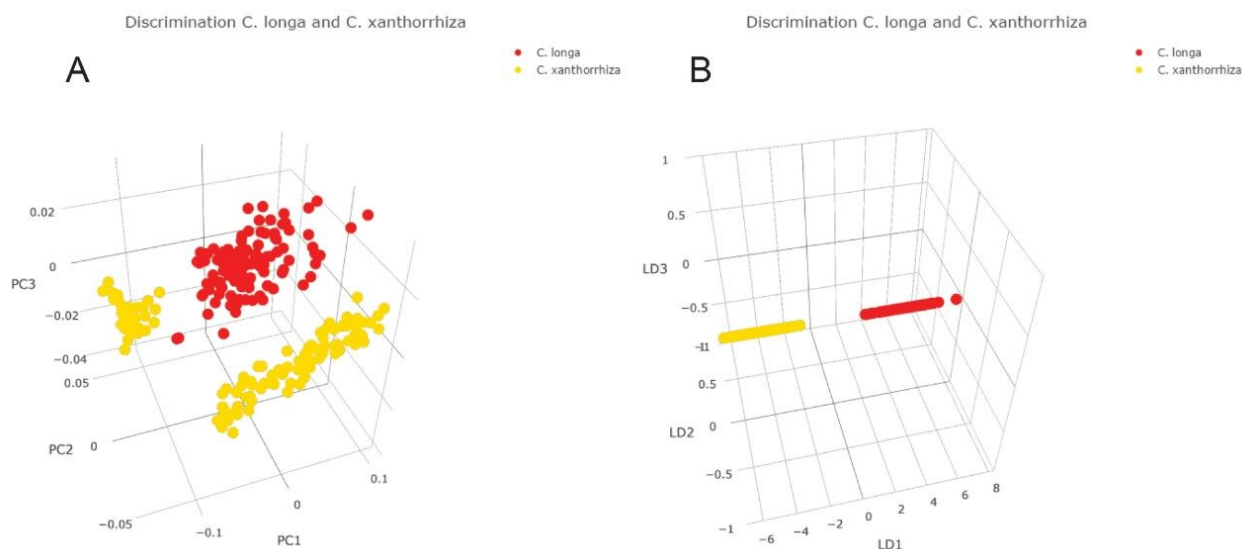 Discrimination C. longa and C. xanthorrhiza
A
C. longa
C. xanthorrhiza
0.02
0
PC3
−0.02
−0.04
0.05
PC2
0
−0.05
−0.1
PC1
0
0.1
Discrimination C. longa and C. xanthorrhiza
B
C. longa
C. xanthorrhiza
1
0.5
LD3
0
−0.5
−1
1
0.5
LD2
0
−0.5
−1
−6
−4
−2
0
2
4
6
8
LD1